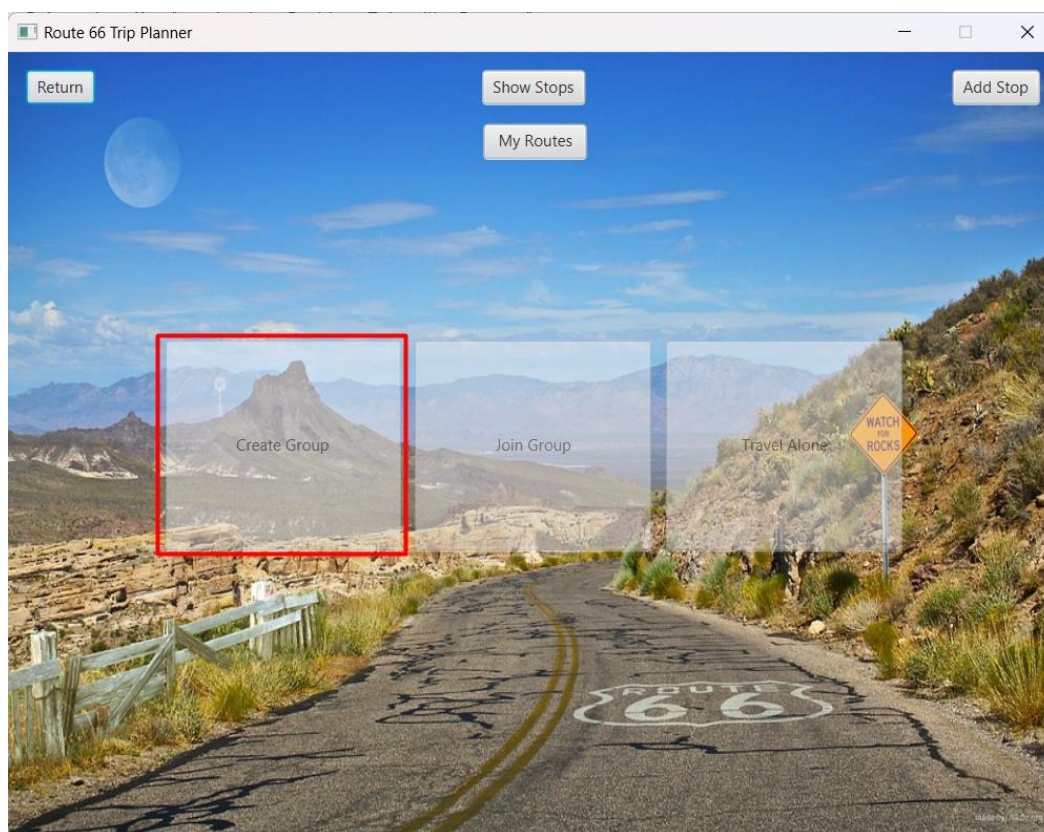 Route 66 Trip Planner
Return
Show Stops
Add Stop
My Routes
Create Group
Join Group
Travel Alone
WATCH
FOR
ROCKS
ROUTE
66